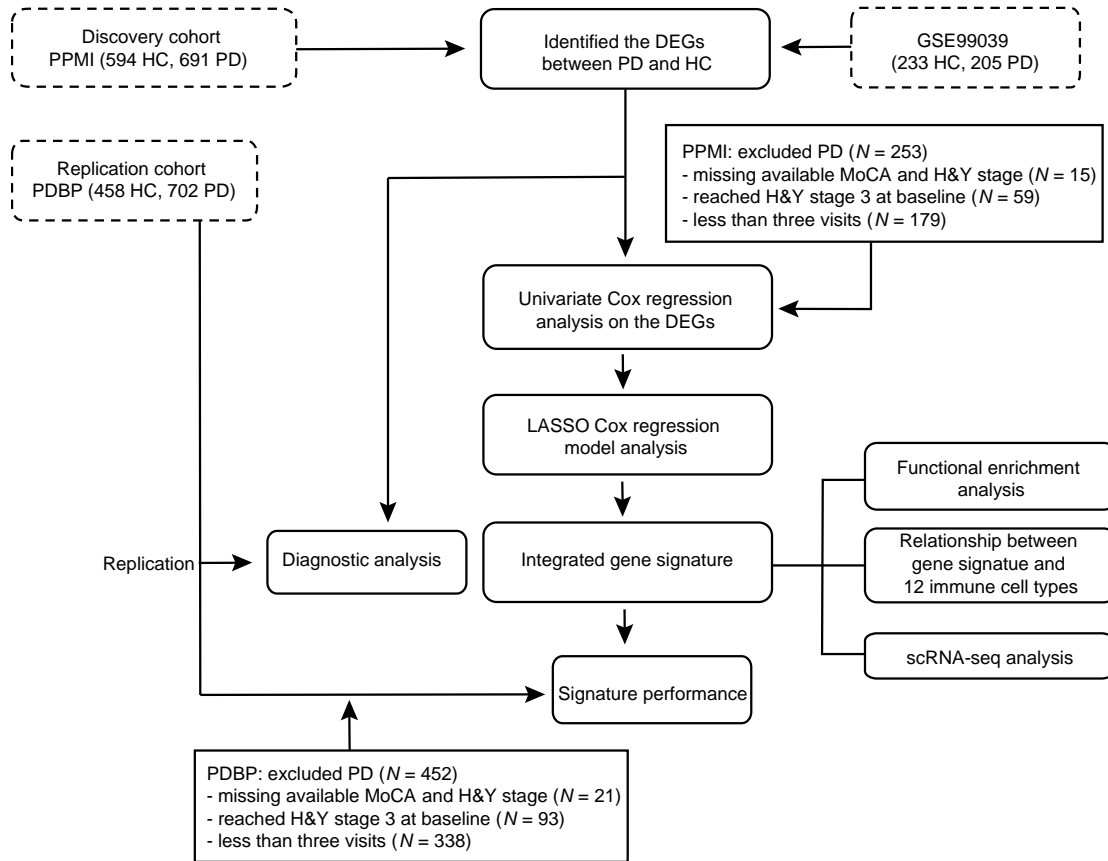 Discovery cohort
PPMI (594 HC, 691 PD)
Identified the DEGs
between PD and HC
GSE99039
(233 HC, 205 PD)
Replication cohort
PDBP (458 HC, 702 PD)
PPMI: excluded PD (N = 253)
- missing available MoCA and H&Y stage (N = 15)
- reached H&Y stage 3 at baseline (N = 59)
- less than three visits (N = 179)
Univariate Cox regression
analysis on the DEGs
LASSO Cox regression
model analysis
Functional enrichment
analysis
Replication
Diagnostic analysis
Integrated gene signature
Relationship between
gene signatue and
12 immune cell types
scRNA-seq analysis
Signature performance
PDBP: excluded PD (N = 452)
- missing available MoCA and H&Y stage (N = 21)
- reached H&Y stage 3 at baseline (N = 93)
- less than three visits (N = 338)